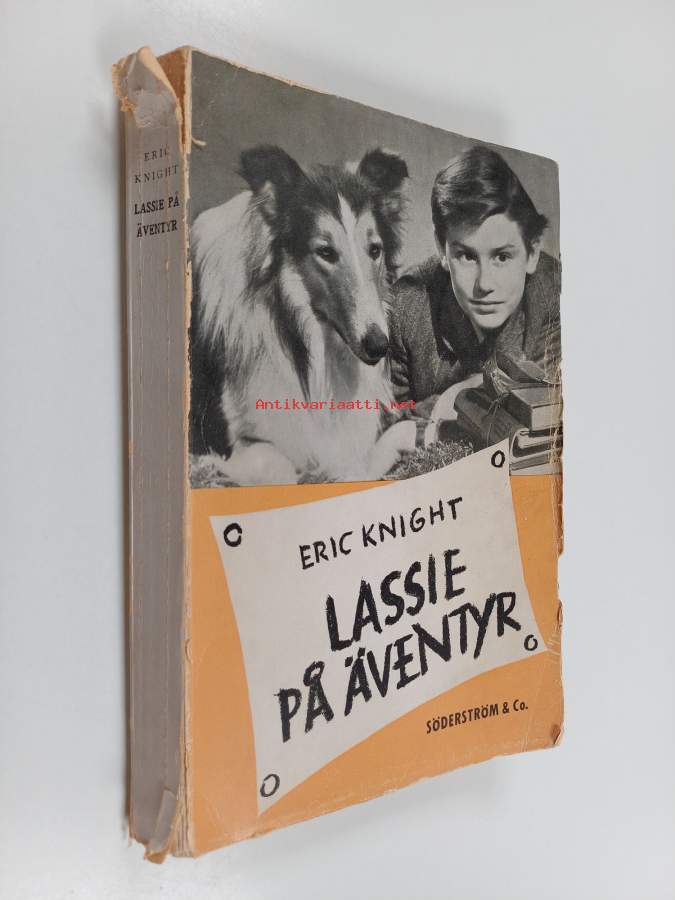 ERIC
KNIGHT
LASSIE PÅ
ÄVENTYR
Antikvariaatti.net
ERIC KNIGHT
LASSIE
PÅ ÄVENTYR
SÖDERSTRÖM & Co.